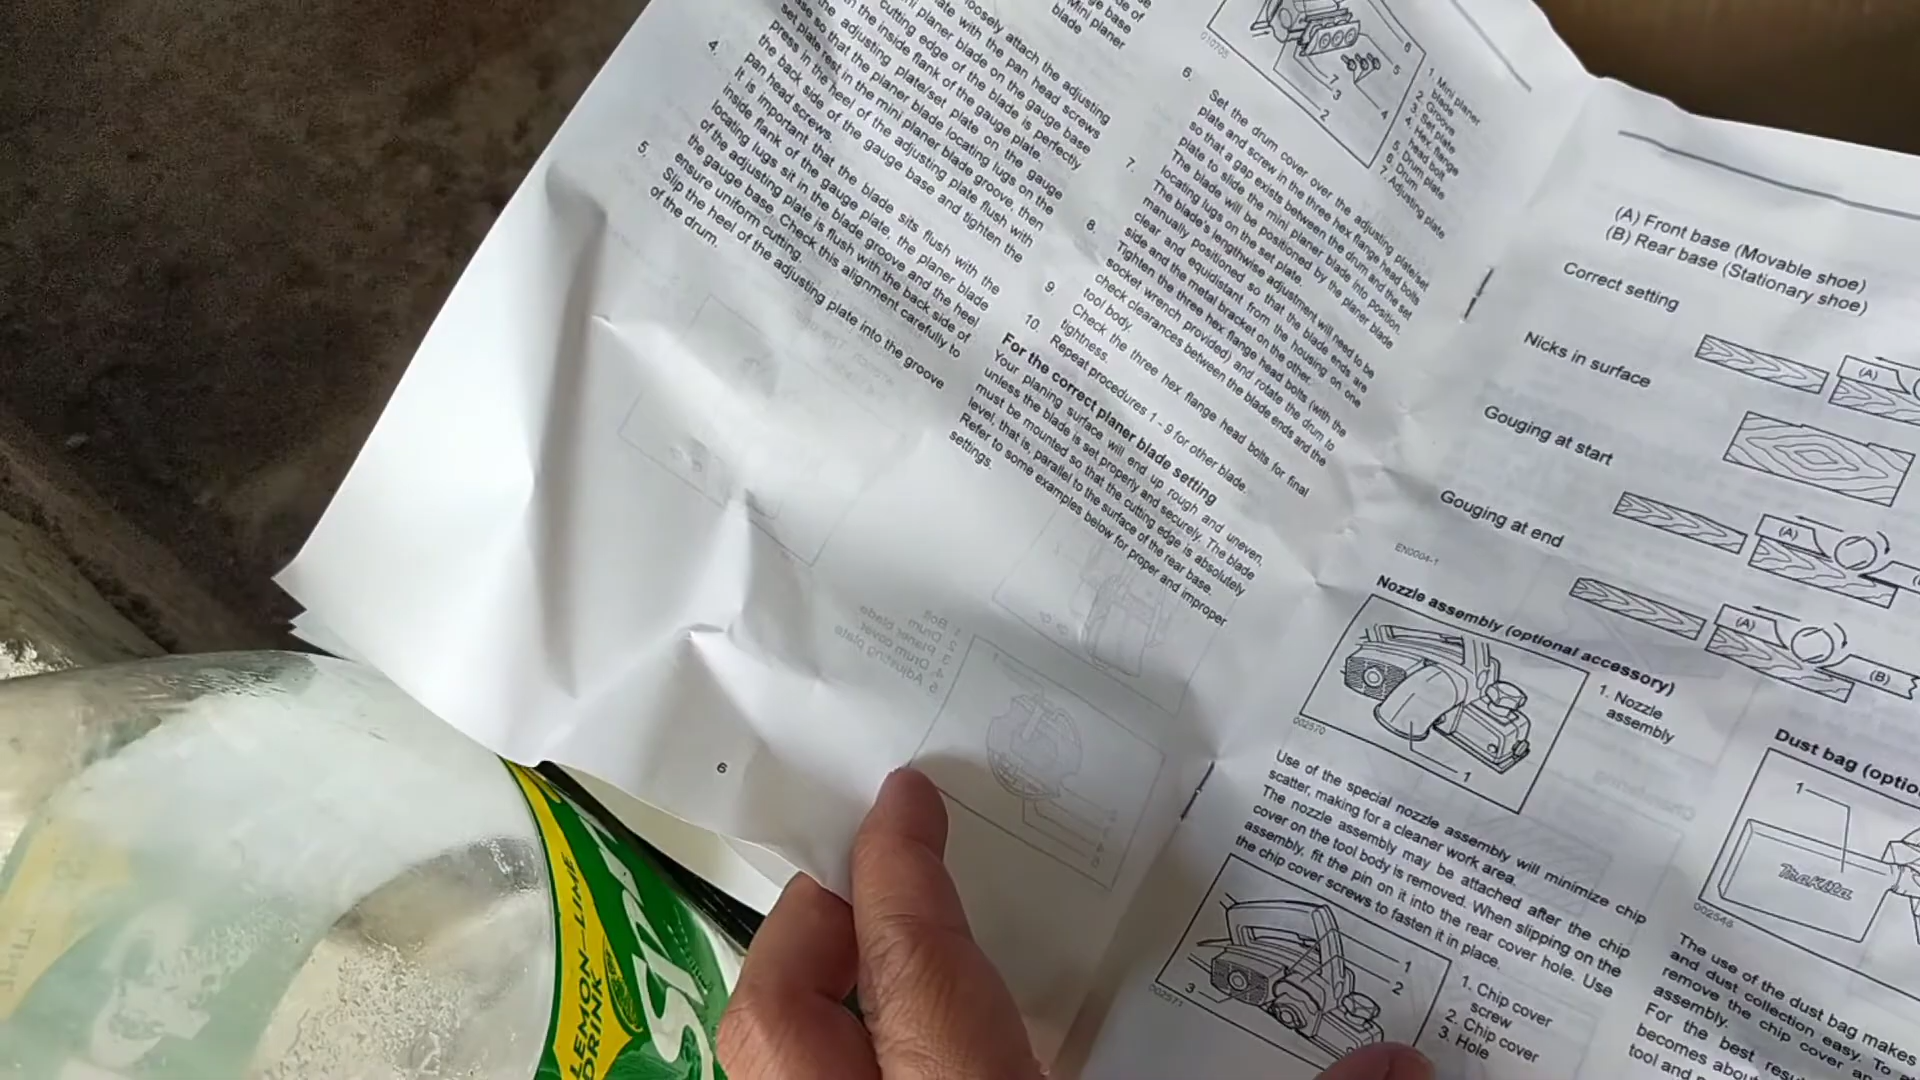 loosely attach the adjusting
plate with the pan head screws
mini planer blade on the gauge base
cutting edge of the blade is perfectly
the inside flank of the gauge plate.
4.
the adjusting plate/set plate on the gauge
so that the planer blade locating lugs on the
set plate rest in the mini planer blade groove, then
press in the heel of the adjusting plate flush with
the back side of the gauge base and tighten the
pan head screws.
5.
It is important that the blade sits flush with the
inside flank of the gauge plate, the planer blade
locating lugs sit in the blade groove and the heel
of the adjusting plate is flush with the back side of
the gauge base. Check this alignment carefully to
ensure uniform cutting.
Slip the heel of the adjusting plate into the groove
of the drum.
6
Mini planer
blade
010705
6
5
7
3
4
2
1. Mini planer
blade
2. Groove
3. Set plate
4. Hex. flange
head bolt
5. Drum plate
6. Drum
7. Adjusting plate
6.
Set the drum cover over the adjusting plate/set
plate and screw in the three hex flange head bolts
so that a gap exists between the drum and the set
plate to slide the mini planer blade into position.
The blade will be positioned by the planer blade
locating lugs on the set plate.
7.
The blade's lengthwise adjustment will need to be
manually positioned so that the blade ends are
clear and equidistant from the housing on one
side and the metal bracket on the other.
8.
Tighten the three hex flange head bolts (with the
socket wrench provided) and rotate the drum to
check clearances between the blade ends and the
tool body.
9.
Check the three hex flange head bolts for final
tightness.
10.
Repeat procedures 1 - 9 for other blade.
For the correct planer blade setting
Your planing surface will end up rough and uneven,
unless the blade is set properly and securely. The blade
must be mounted so that the cutting edge is absolutely
level, that is, parallel to the surface of the rear base.
Refer to some examples below for proper and improper
settings.
(A) Front base (Movable shoe)
(B) Rear base (Stationary shoe)
Correct setting
(A)
Nicks in surface
Gouging at start
(A)
Gouging at end
(A)
(B)
EN0004-1
Nozzle assembly (optional accessory)
1
002570
1. Nozzle
assembly
Use of the special nozzle assembly will minimize chip
scatter, making for a cleaner work area.
The nozzle assembly may be attached after the chip
cover on the tool body is removed. When slipping on the
assembly, fit the pin on it into the rear cover hole. Use
the chip cover screws to fasten it in place.
1
2
3
002571
1. Chip cover
screw
2. Chip cover
3. Hole
Dust bag
1
makita
002548
The use of the dust bag makes
and dust collection easy. To
remove the chip cover
assembly.
For the best
becomes
tool and
LEMON-LIME
DRINK